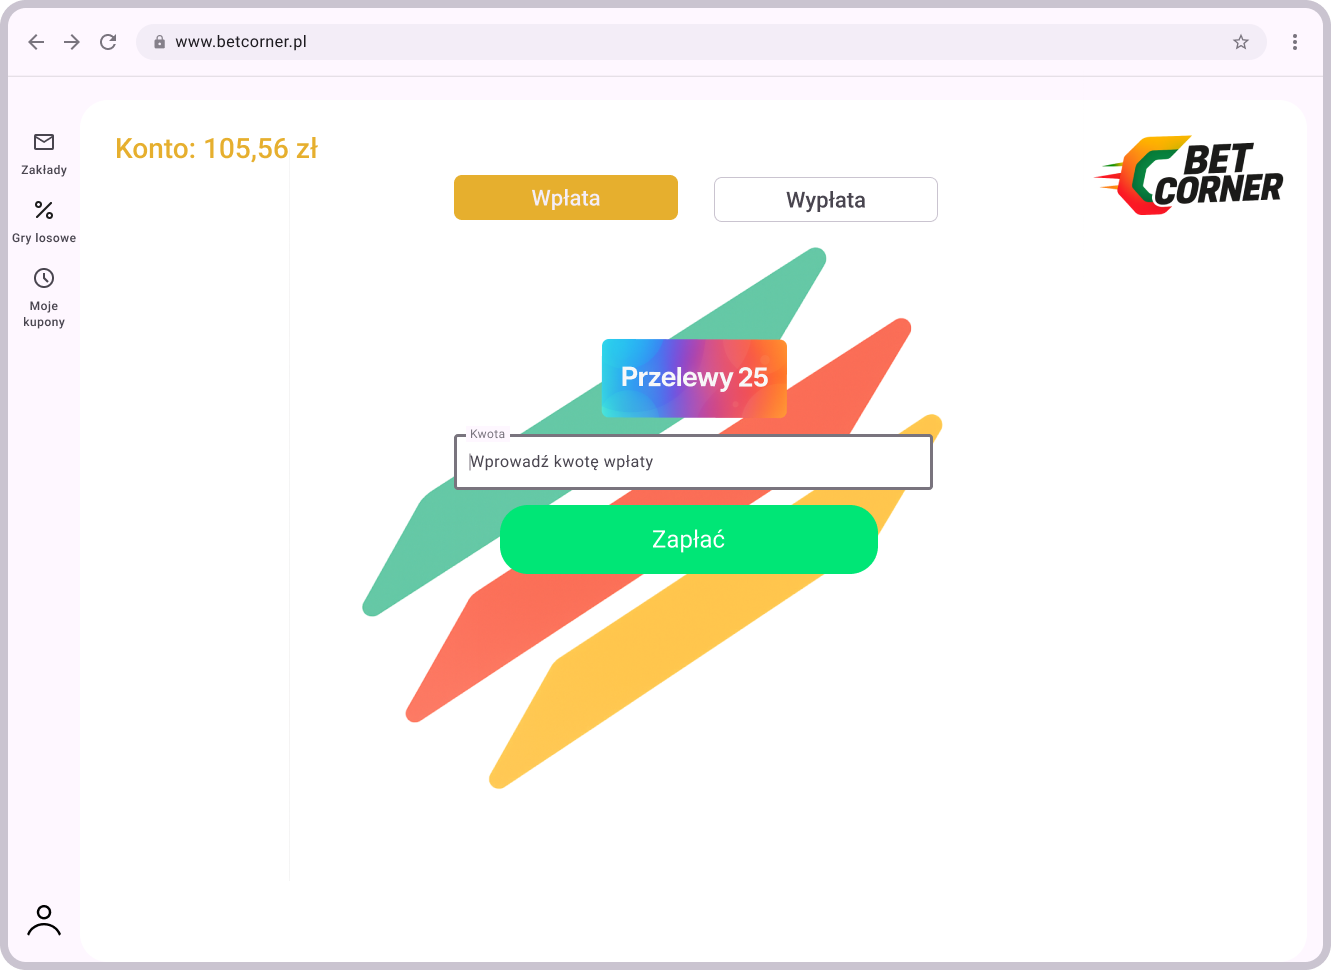 www.betcorner.pl
Zakłady
Gry losowe
Moje
kupony
Konto: 105,56 zł
Wpłata
Wypłata
BET
CORNER
Przelewy 25
Kwota
Wprowadź kwotę wpłaty
Zapłać